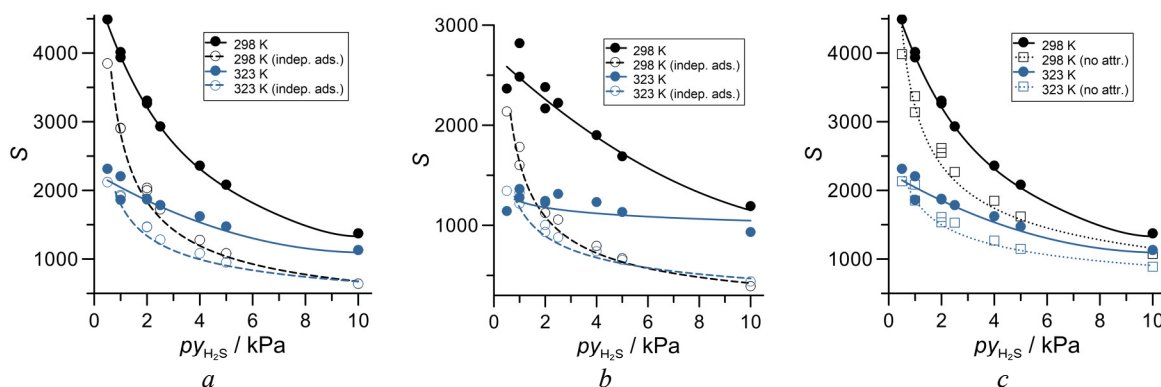 4000
3000
2000
1000
S
0
2
4
6
8
10
py_H₂S / kPa
298 K
298 K (indep. ads.)
323 K
323 K (indep. ads.)
a
3000
2000
1000
0
S
0
2
4
6
8
10
py_H₂S / kPa
298 K
298 K (indep. ads.)
323 K
323 K (indep. ads.)
b
4000
3000
2000
1000
S
0
2
4
6
8
10
py_H₂S / kPa
298 K
298 K (no attr.)
323 K
323 K (no attr.)
c